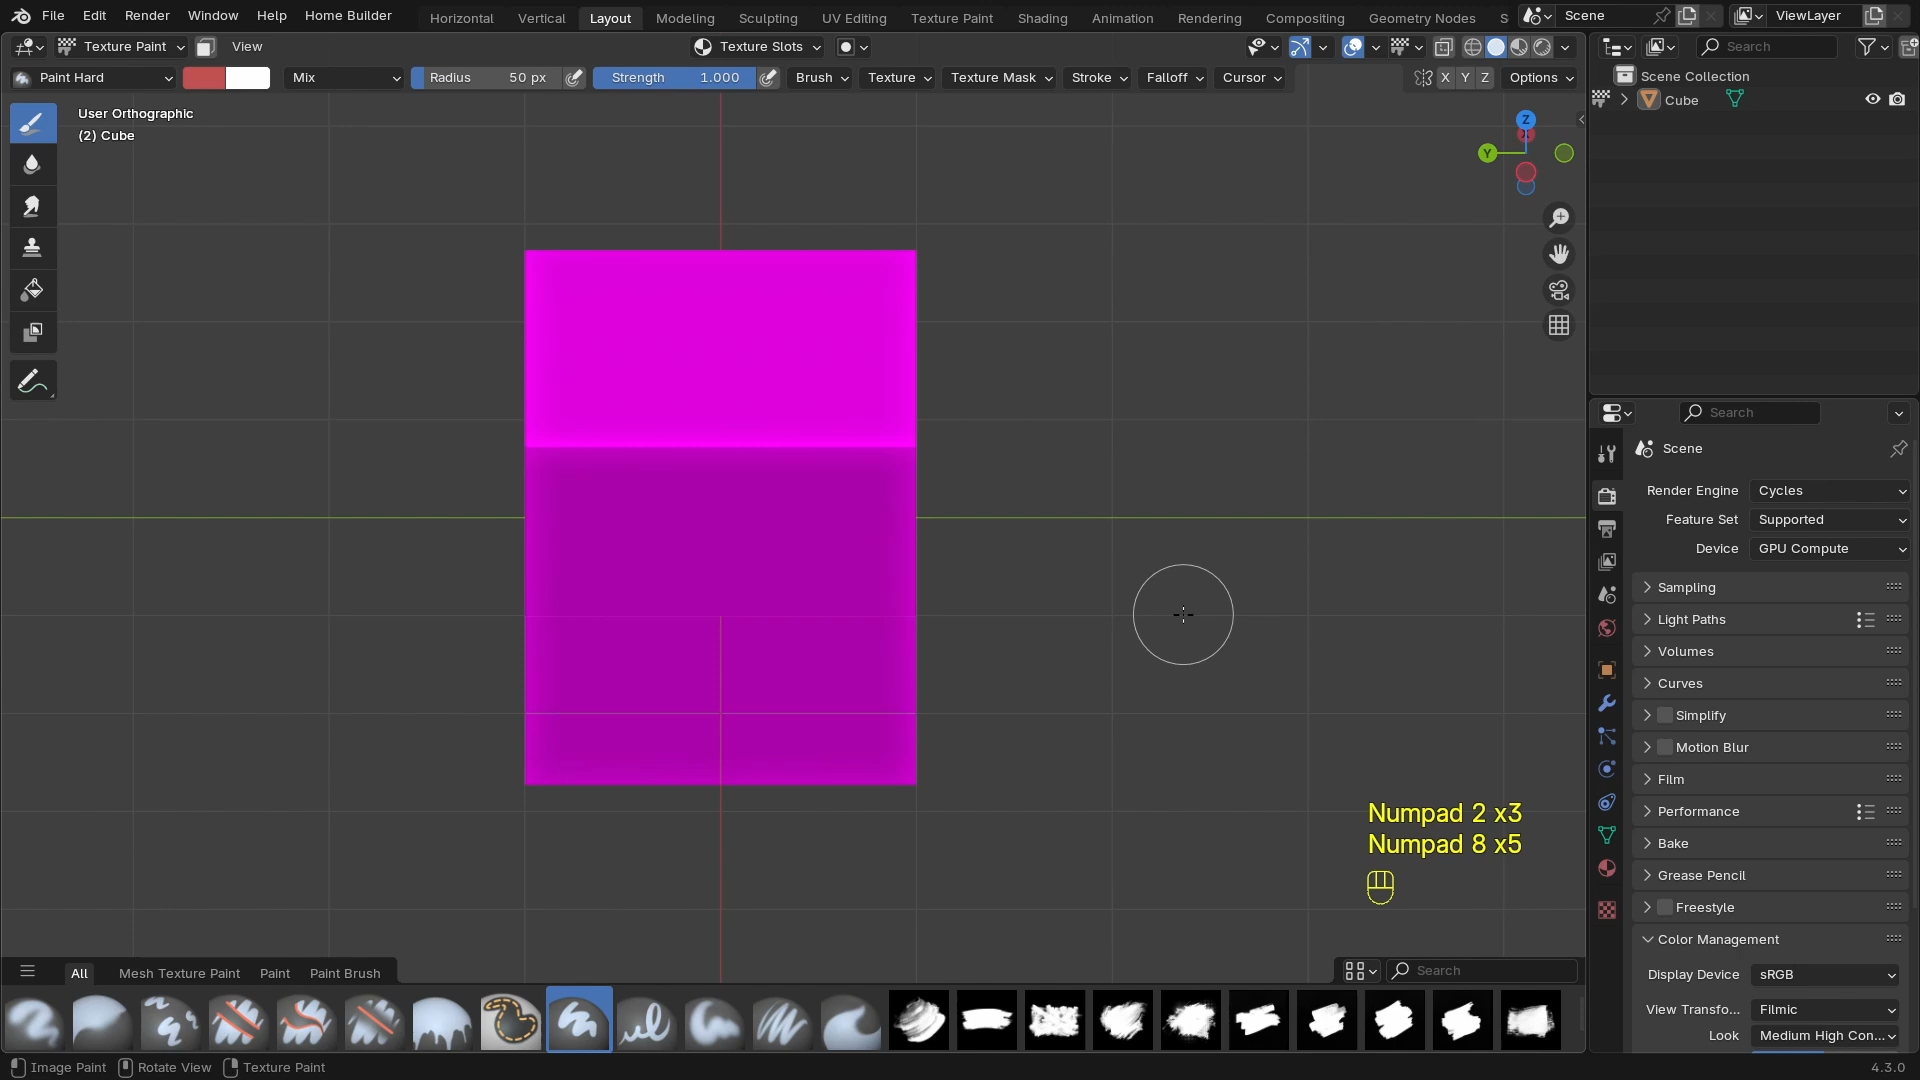 File Edit Render Window Help Home Builder Horizontal Vertical Layout Modeling Sculpting UV Editing Texture Paint Shading Animation Rendering Compositing Geometry Nodes S Scene ViewLayer
Texture Paint View Texture Slots Search
Paint Hard Mix Radius 50 px Strength 1.000 Brush Texture Texture Mask Stroke Falloff Cursor X Y Z Options
Scene Collection
Cube
User Orthographic
(2) Cube
Z
Y
Search
Scene
Render Engine Cycles
Feature Set Supported
Device GPU Compute
Sampling
Light Paths
Volumes
Curves
Simplify
Motion Blur
Film
Performance
Bake
Grease Pencil
Freestyle
Color Management
Display Device sRGB
View Transfo... Filmic
Look Medium High Con...
Numpad 2 x3
Numpad 8 x5
All Mesh Texture Paint Paint Paint Brush Search
Image Paint Rotate View Texture Paint 4.3.0